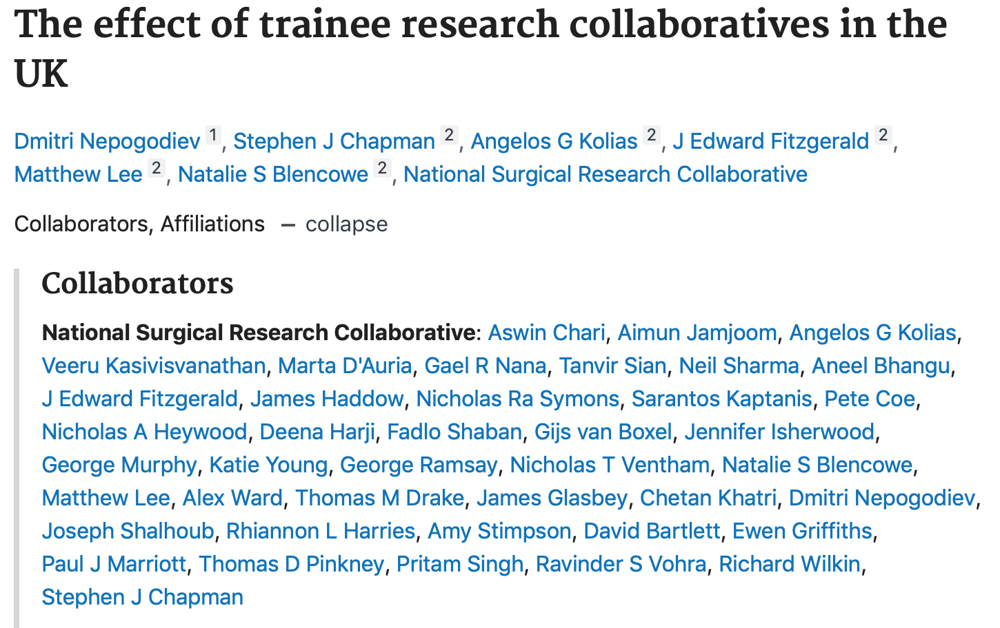 The effect of trainee research collaboratives in the
UK
Dmitri Nepogodiev 1 , Stephen J Chapman 2 , Angelos G Kolias 2 , J Edward Fitzgerald 2 ,
Matthew Lee 2 , Natalie S Blencowe 2 , National Surgical Research Collaborative
Collaborators, Affiliations – collapse
Collaborators
National Surgical Research Collaborative: Aswin Chari, Aimun Jamjoom, Angelos G Kolias,
Veeru Kasivisvanathan, Marta D'Auria, Gael R Nana, Tanvir Sian, Neil Sharma, Aneel Bhangu,
J Edward Fitzgerald, James Haddow, Nicholas Ra Symons, Sarantos Kaptanis, Pete Coe,
Nicholas A Heywood, Deena Harji, Fadlo Shaban, Gijs van Boxel, Jennifer Isherwood,
George Murphy, Katie Young, George Ramsay, Nicholas T Ventham, Natalie S Blencowe,
Matthew Lee, Alex Ward, Thomas M Drake, James Glasbey, Chetan Khatri, Dmitri Nepogodiev,
Joseph Shalhoub, Rhiannon L Harries, Amy Stimpson, David Bartlett, Ewen Griffiths,
Paul J Marriott, Thomas D Pinkney, Pritam Singh, Ravinder S Vohra, Richard Wilkin,
Stephen J Chapman